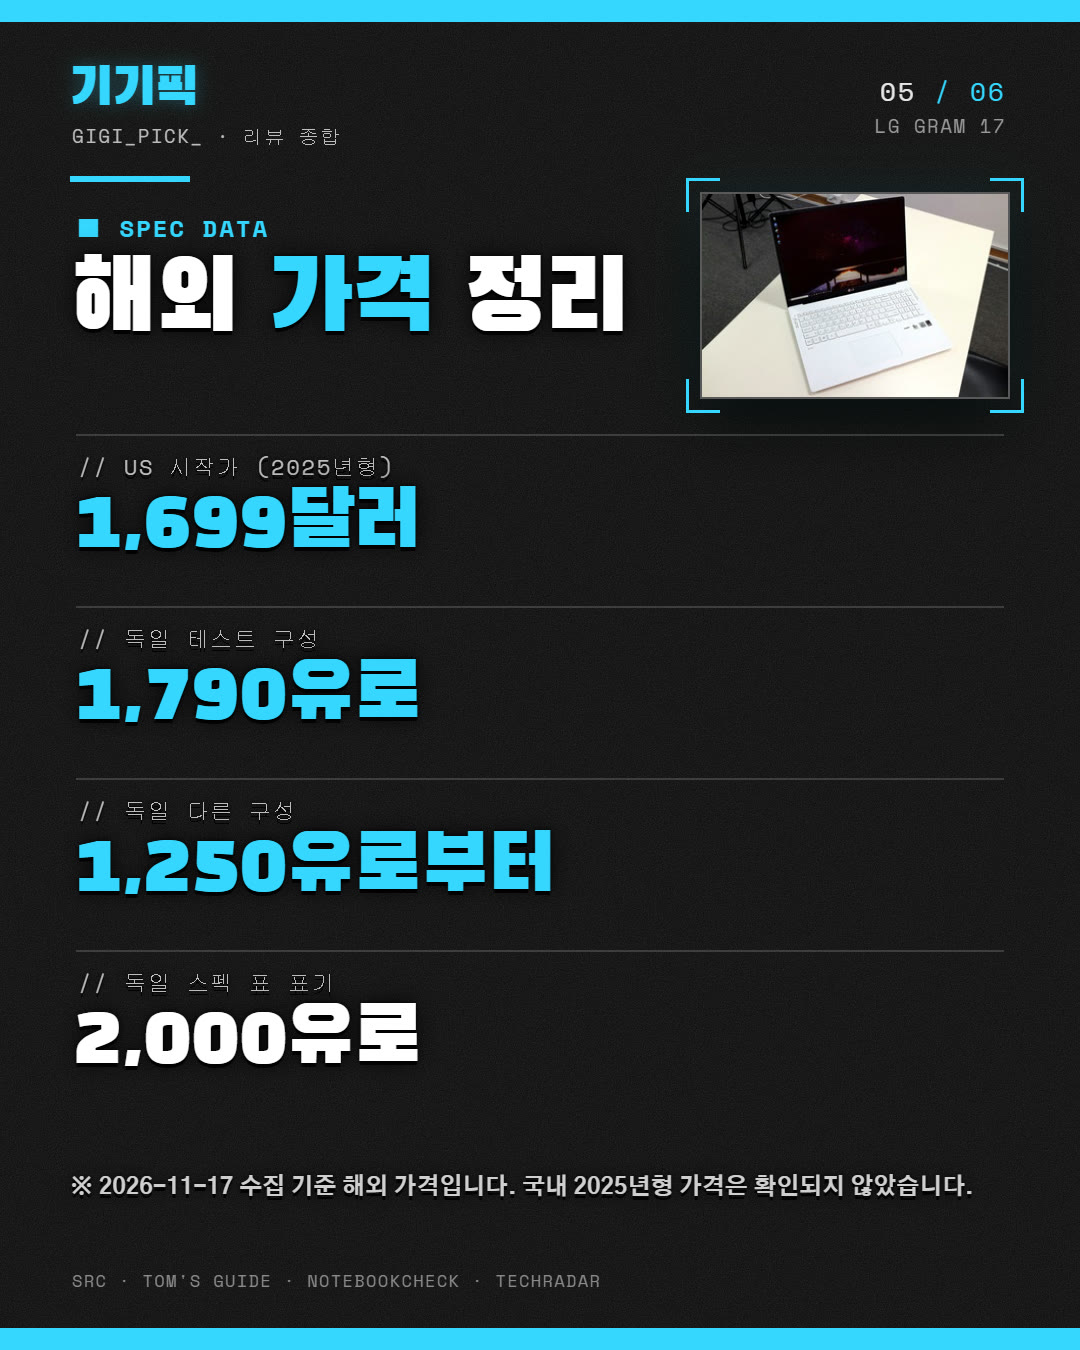 기기픽
GIGI_PICK_ · 리뷰 종합
05 / 06
LG GRAM 17
■ SPEC DATA
해외 가격 정리
// US 시작가 (2025년형)
1,699달러
// 독일 테스트 구성
1,790유로
// 독일 다른 구성
1,250유로부터
// 독일 스펙 표 표기
2,000유로
※ 2026-11-17 수집 기준 해외 가격입니다. 국내 2025년형 가격은 확인되지 않았습니다.
SRC · TOM'S GUIDE · NOTEBOOKCHECK · TECHRADAR